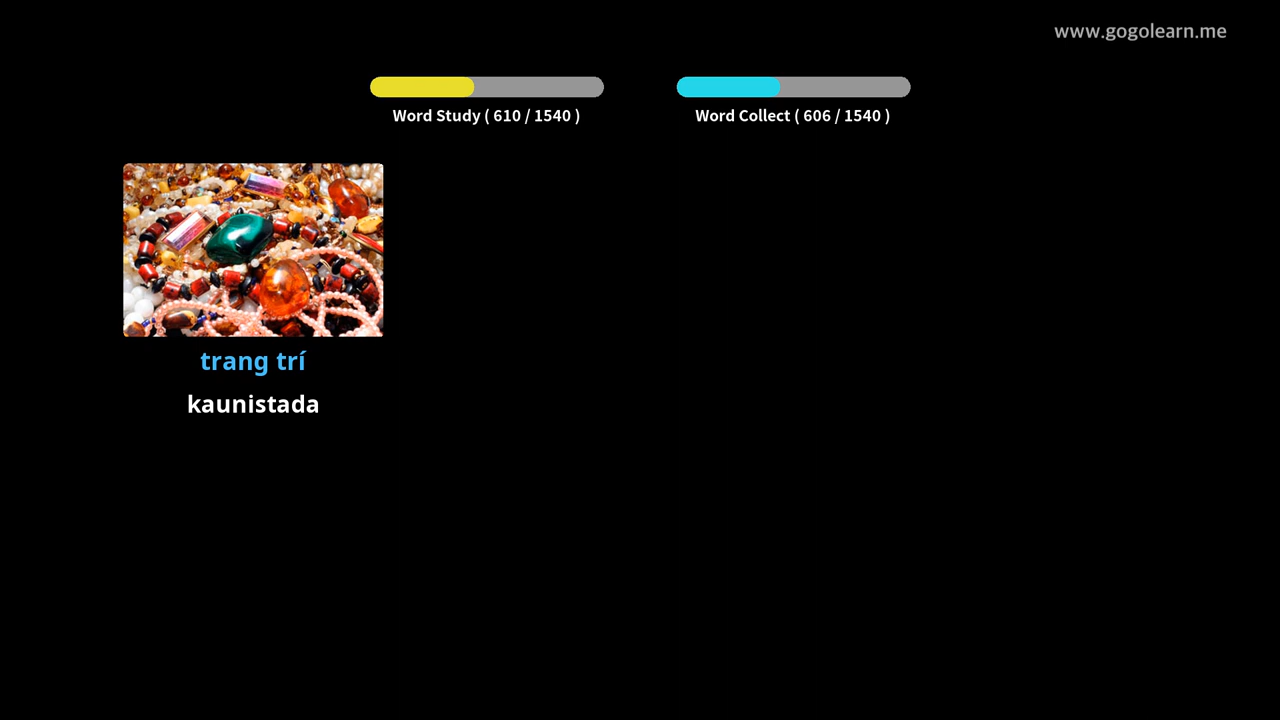 www.gogolearn.me
Word Study ( 610 / 1540 )
Word Collect ( 606 / 1540 )
trang trí
kaunistada